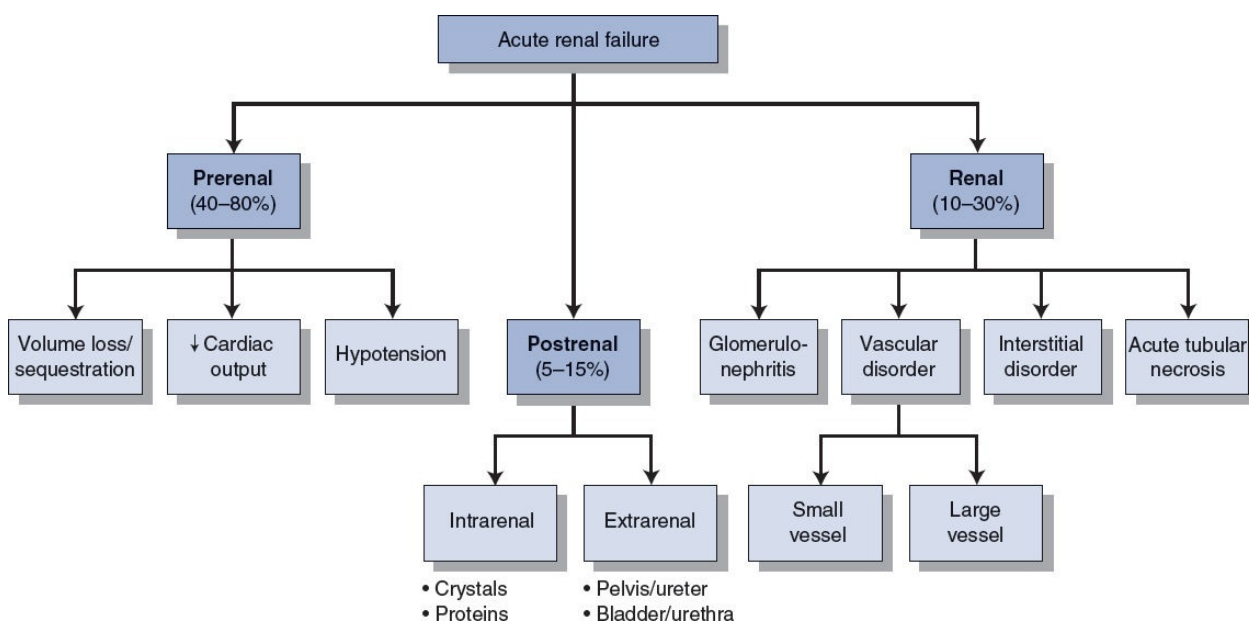 Acute renal failure
Prerenal
(40–80%)
Renal
(10–30%)
Volume loss/
sequestration
↓ Cardiac
output
Hypotension
Postrenal
(5–15%)
Glomerulo-
nephritis
Vascular
disorder
Interstitial
disorder
Acute tubular
necrosis
Intrarenal
Extrarenal
Small
vessel
Large
vessel
• Crystals
• Proteins
• Pelvis/ureter
• Bladder/urethra